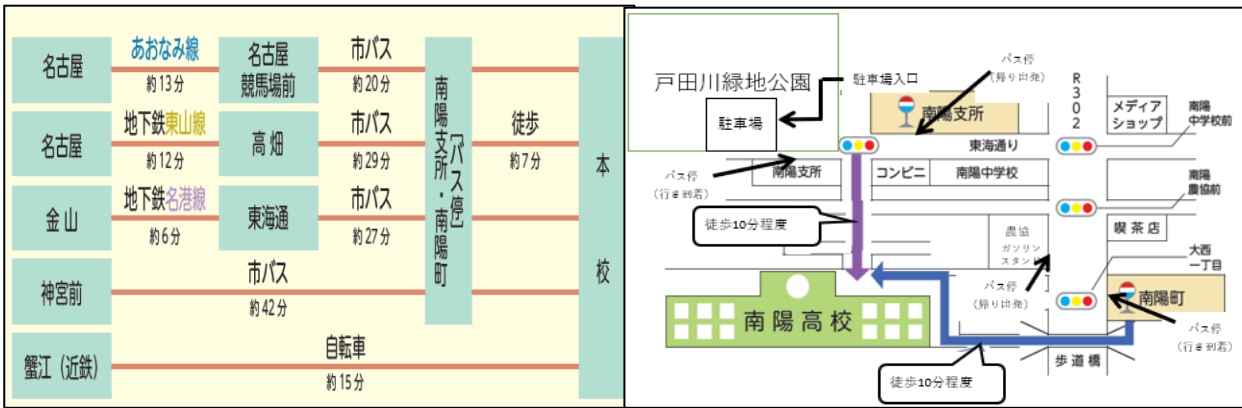 名古屋
あおなみ線
約13分
名古屋
競馬場前
市バス
約20分
名古屋
地下鉄東山線
約12分
高畑
市バス
約29分
金山
地下鉄名港線
約6分
東海通
市バス
約27分
神宮前
市バス
約42分
南陽支所・南陽町
[バス停]
徒歩
約7分
蟹江(近鉄)
自転車
約15分
本校
戸田川緑地公園
駐車場
駐車場入口
バス停
(帰り出発)
南陽支所
R302
メディア
ショップ
南陽
中学校前
東海通り
バス停
(行き到着)
南陽支所
コンビニ
南陽中学校
南陽
農協前
徒歩10分程度
農協
ガソリン
スタンド
喫茶店
大西
一丁目
バス停
(帰り出発)
南陽町
南陽高校
バス停
(行き到着)
歩道橋
徒歩10分程度